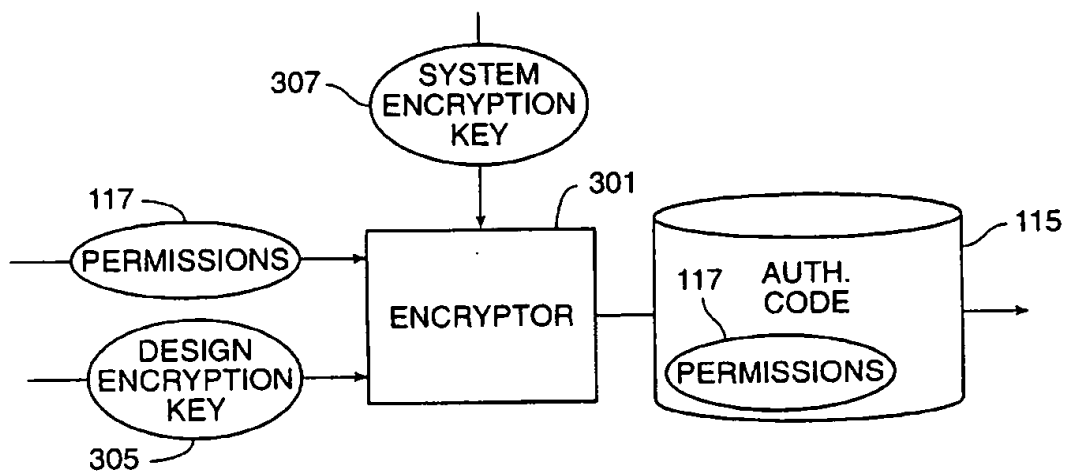 SYSTEM
ENCRYPTION
KEY
307
301
117
PERMISSIONS
ENCRYPTOR
115
117
AUTH.
CODE
PERMISSIONS
DESIGN
ENCRYPTION
KEY
305